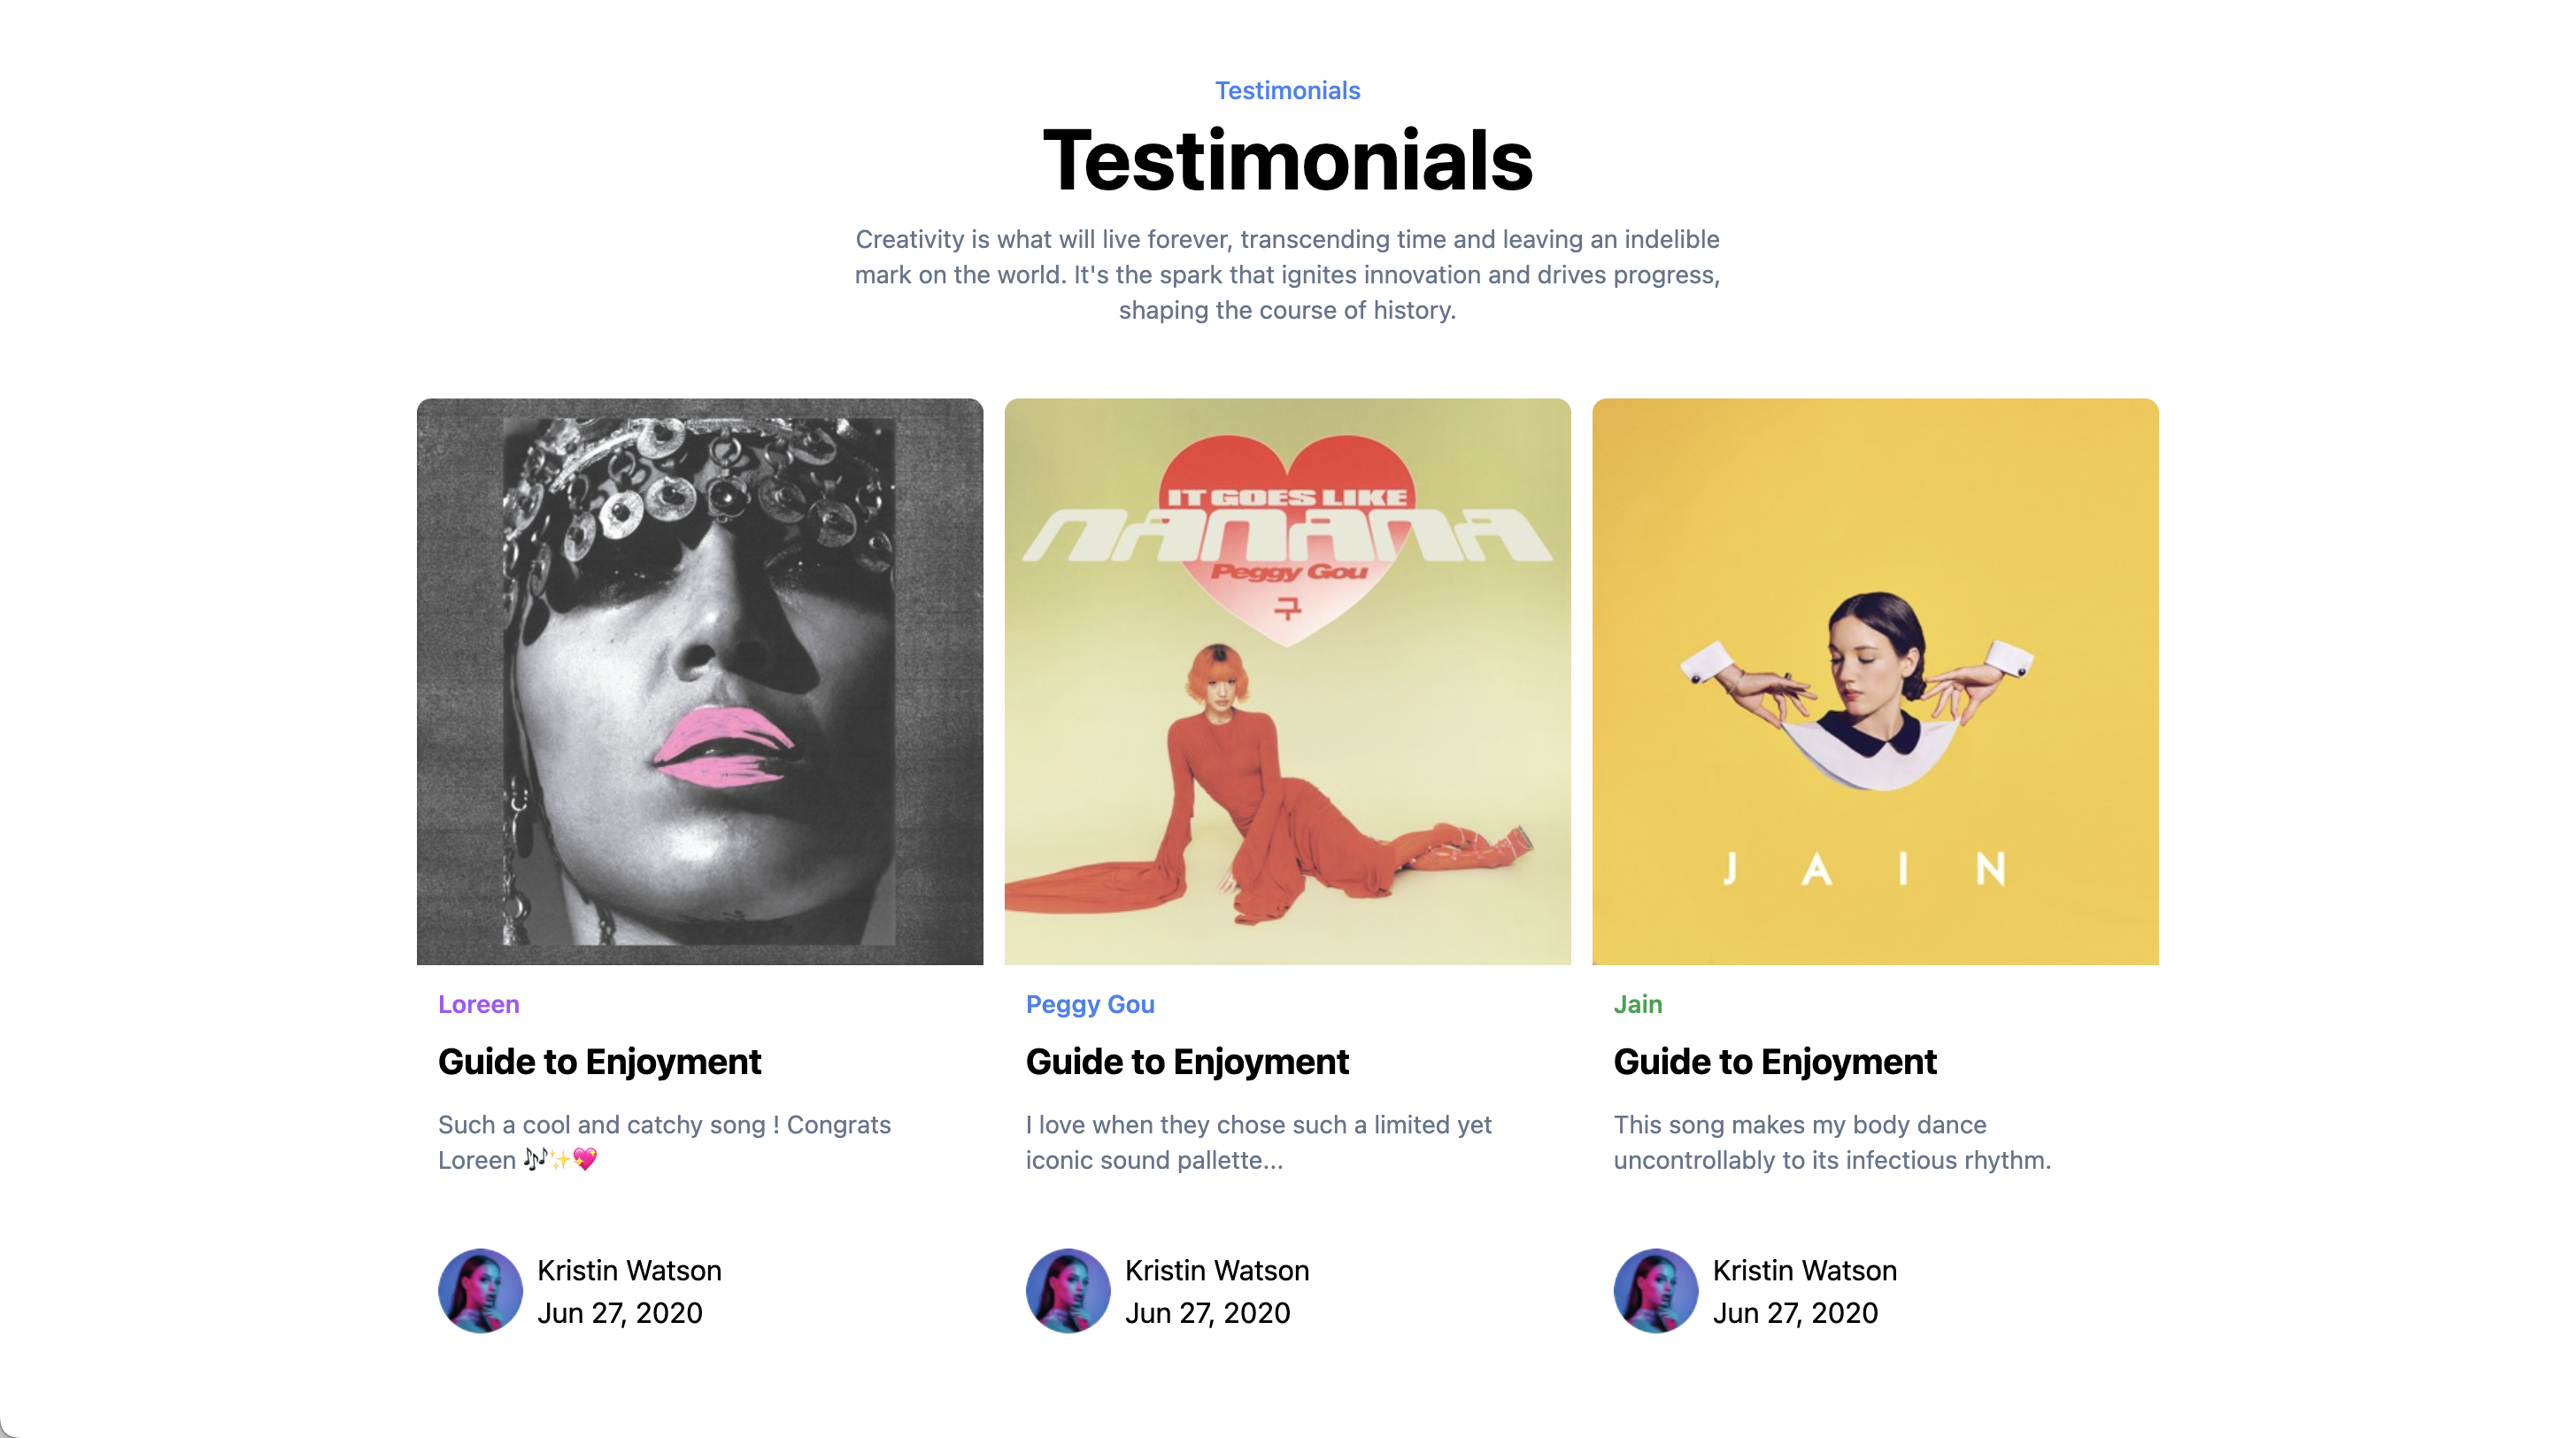 Testimonials
Testimonials
Creativity is what will live forever, transcending time and leaving an indelible
mark on the world. It's the spark that ignites innovation and drives progress,
shaping the course of history.
IT GOES LIKE
NANANA
Peggy Gou
구
J A I N
Loreen
Guide to Enjoyment
Such a cool and catchy song ! Congrats
Loreen 🎶✨💖
Kristin Watson
Jun 27, 2020
Peggy Gou
Guide to Enjoyment
I love when they chose such a limited yet
iconic sound pallette...
Kristin Watson
Jun 27, 2020
Jain
Guide to Enjoyment
This song makes my body dance
uncontrollably to its infectious rhythm.
Kristin Watson
Jun 27, 2020